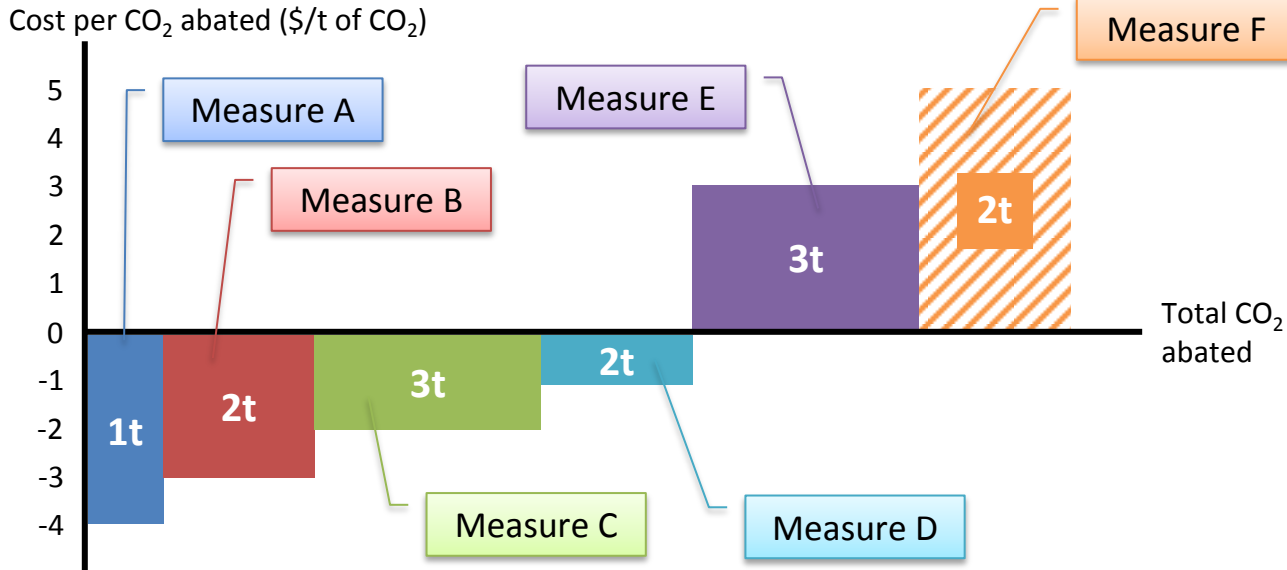 Cost per CO₂ abated ($/t of CO₂)
Measure F
Measure A
Measure E
Measure B
5
4
3
2
1
0
-1
-2
-3
-4
1t
2t
3t
2t
3t
2t
Total CO₂
abated
Measure C
Measure D